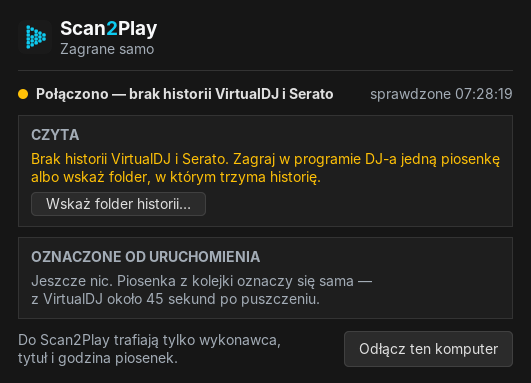 Scan2Play
Zagrane samo
Połączono — brak historii VirtualDJ i Serato
sprawdzone 07:28:19
CZYTA
Brak historii VirtualDJ i Serato. Zagraj w programie DJ-a jedną piosenkę
albo wskaż folder, w którym trzyma historię.
Wskaż folder historii...
OZNACZONE OD URUCHOMIENIA
Jeszcze nic. Piosenka z kolejki oznaczy się sama —
z VirtualDJ około 45 sekund po puszczeniu.
Do Scan2Play trafiają tylko wykonawca,
tytuł i godzina piosenek.
Odłącz ten komputer